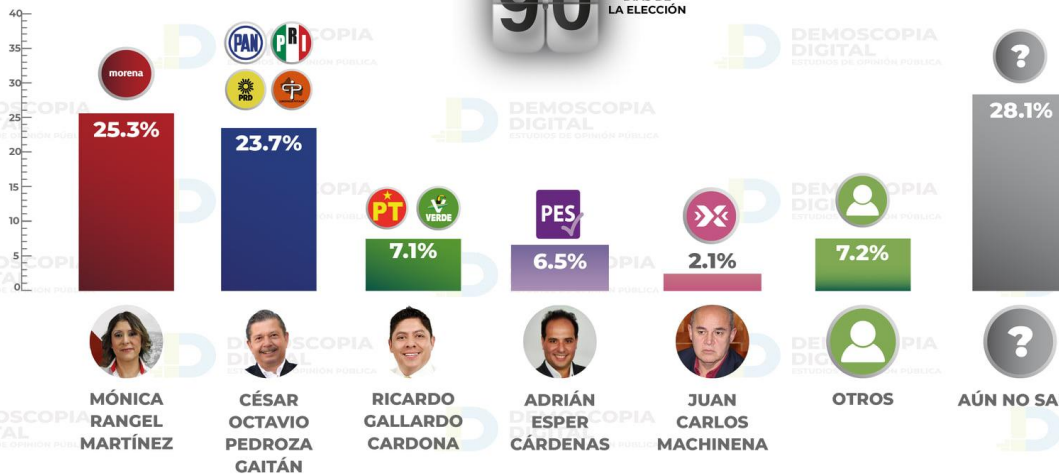 90
LA ELECCIÓN
40
35
30
25
20
15
10
5
0
morena
PAN
PRI
PRD
?
25.3%
23.7%
28.1%
PT
VERDE
PES
7.1%
6.5%
2.1%
7.2%
?
MÓNICA
RANGEL
MARTÍNEZ
CÉSAR
OCTAVIO
PEDROZA
GAITÁN
RICARDO
GALLARDO
CARDONA
ADRIÁN
ESPER
CÁRDENAS
JUAN
CARLOS
MACHINENA
OTROS
AÚN NO SA
DEMOSCOPIA
DIGITAL
ESTUDIOS DE OPINIÓN PÚBLICA